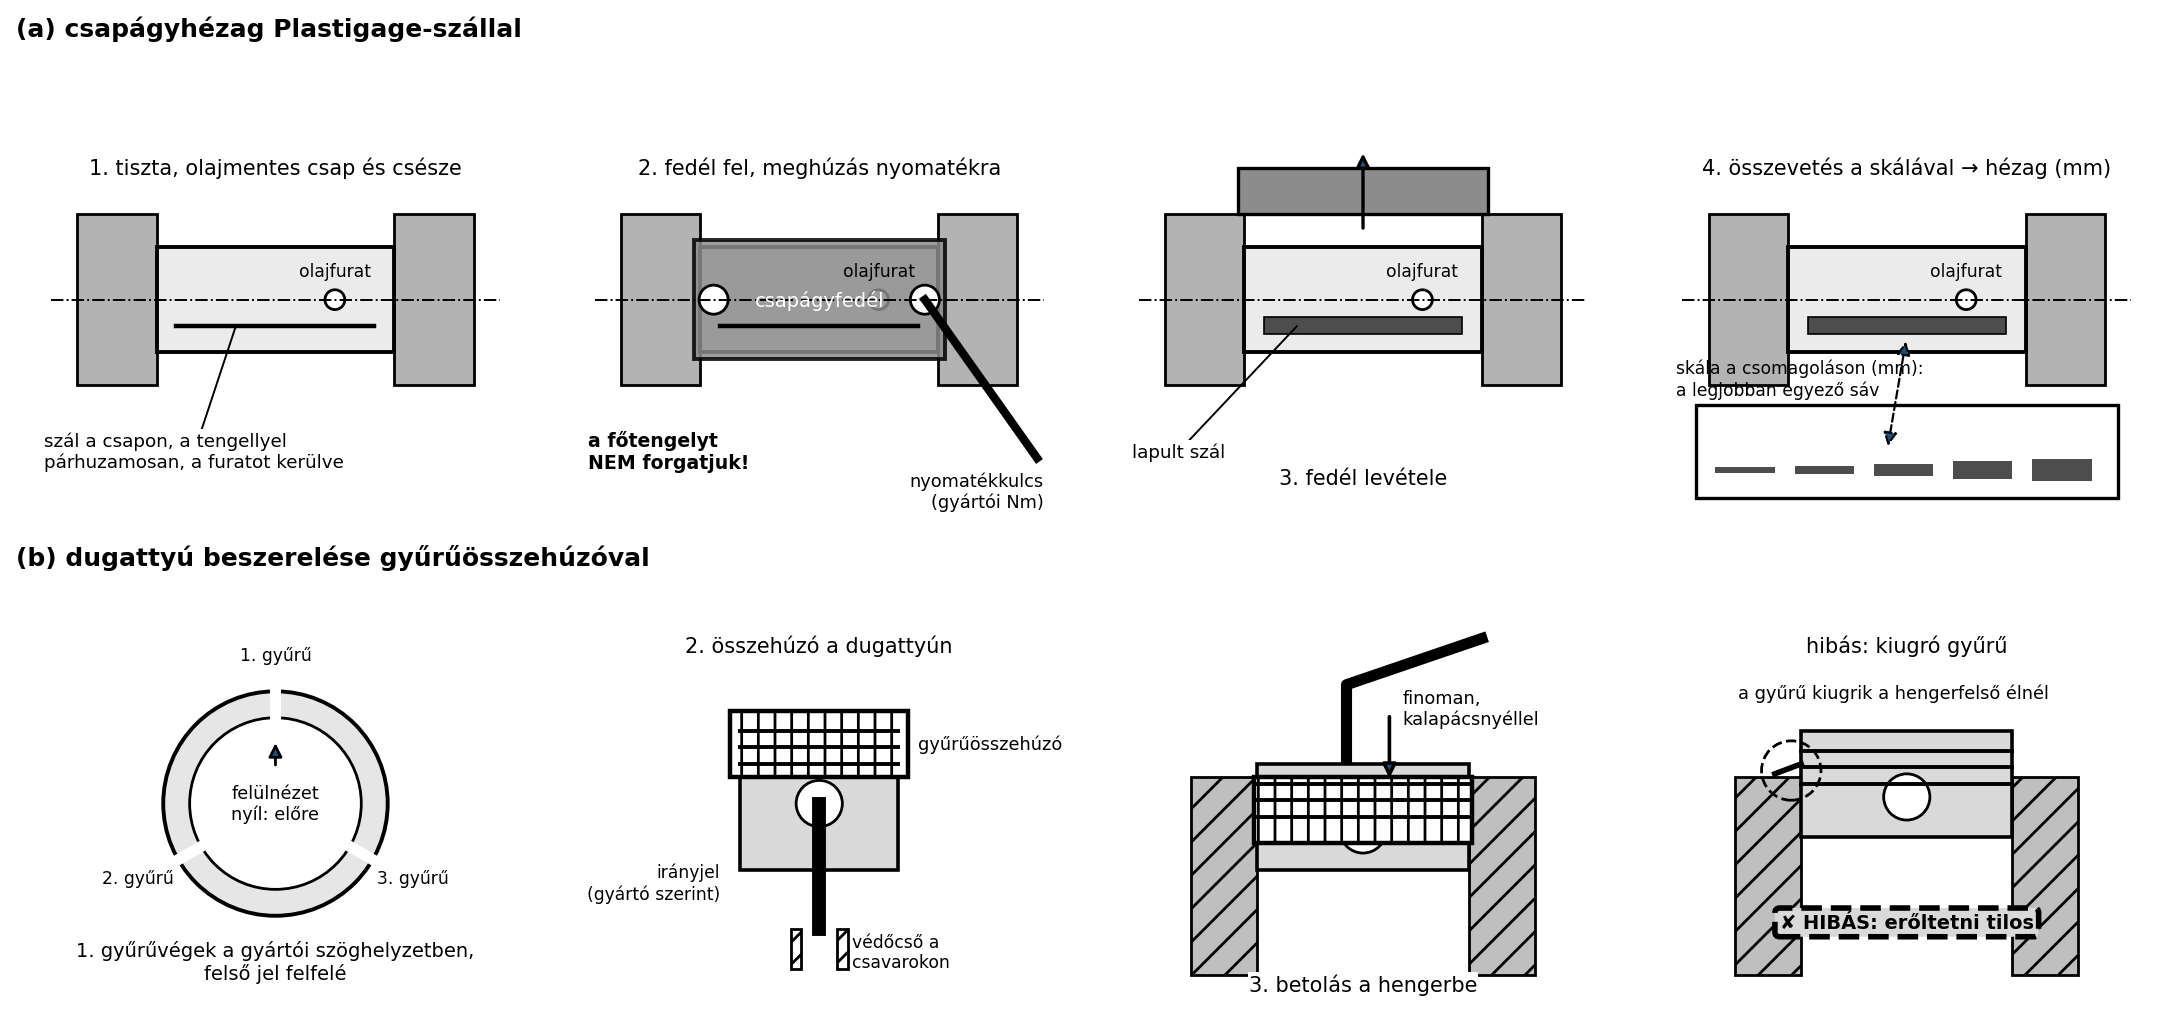 (a) csapágyhézag Plastigage-szállal
1. tiszta, olajmentes csap és csésze
olajfurat
szál a csapon, a tengellyel
párhuzamosan, a furatot kerülve
2. fedél fel, meghúzás nyomatékra
olajfurat
csapágyfedél
a főtengelyt
NEM forgatjuk!
nyomatékkulcs
(gyártói Nm)
olajfurat
lapult szál
3. fedél levétele
4. összevetés a skálával → hézag (mm)
olajfurat
skála a csomagoláson (mm):
a legjobban egyező sáv
(b) dugattyú beszerelése gyűrűösszehúzóval
1. gyűrű
felülnézet
nyíl: előre
2. gyűrű
3. gyűrű
1. gyűrűvégek a gyártói szöghelyzetben,
felső jel felfelé
2. összehúzó a dugattyún
gyűrűösszehúzó
irányjel
(gyártó szerint)
védőcső a
csavarokon
finoman,
kalapácsnyéllel
3. betolás a hengerbe
hibás: kiugró gyűrű
a gyűrű kiugrik a hengerfelső élnél
✘ HIBÁS: erőltetni tilos!